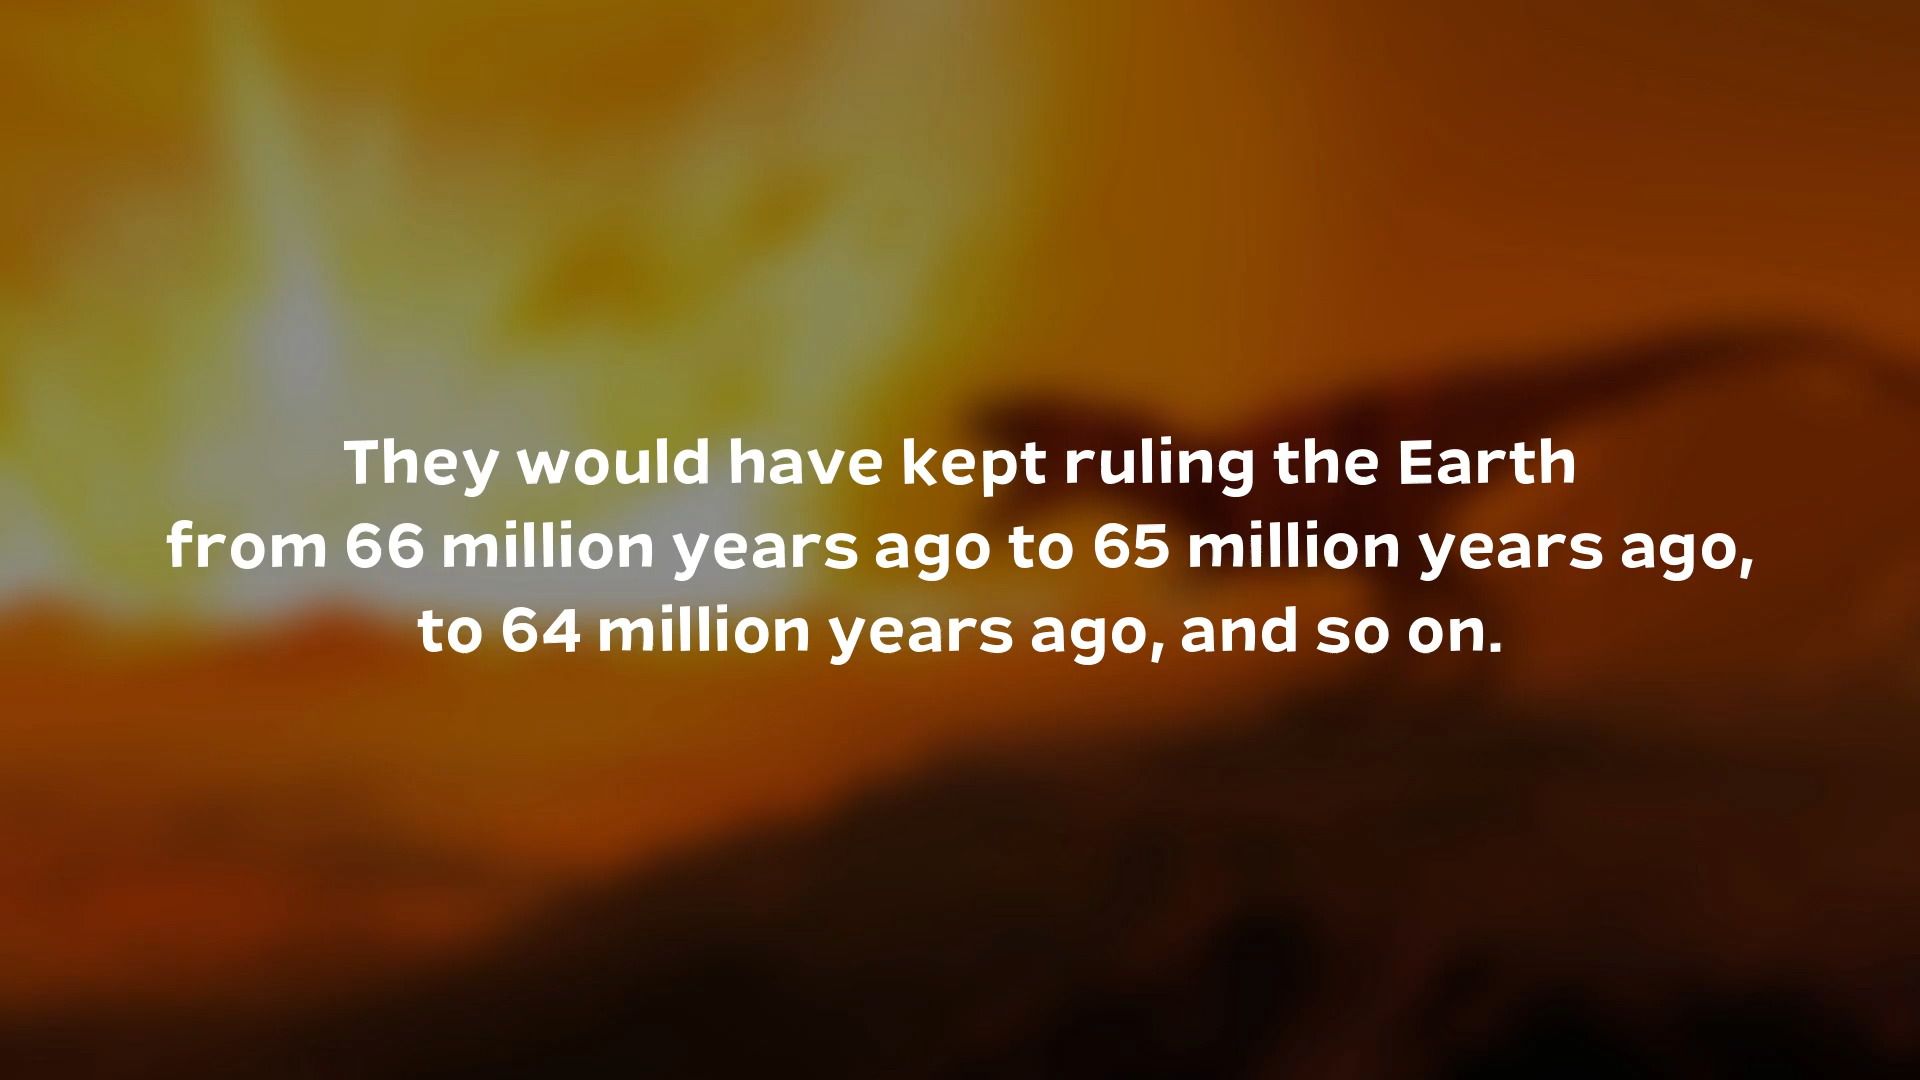 They would have kept ruling the Earth
from 66 million years ago to 65 million years ago,
to 64 million years ago, and so on.